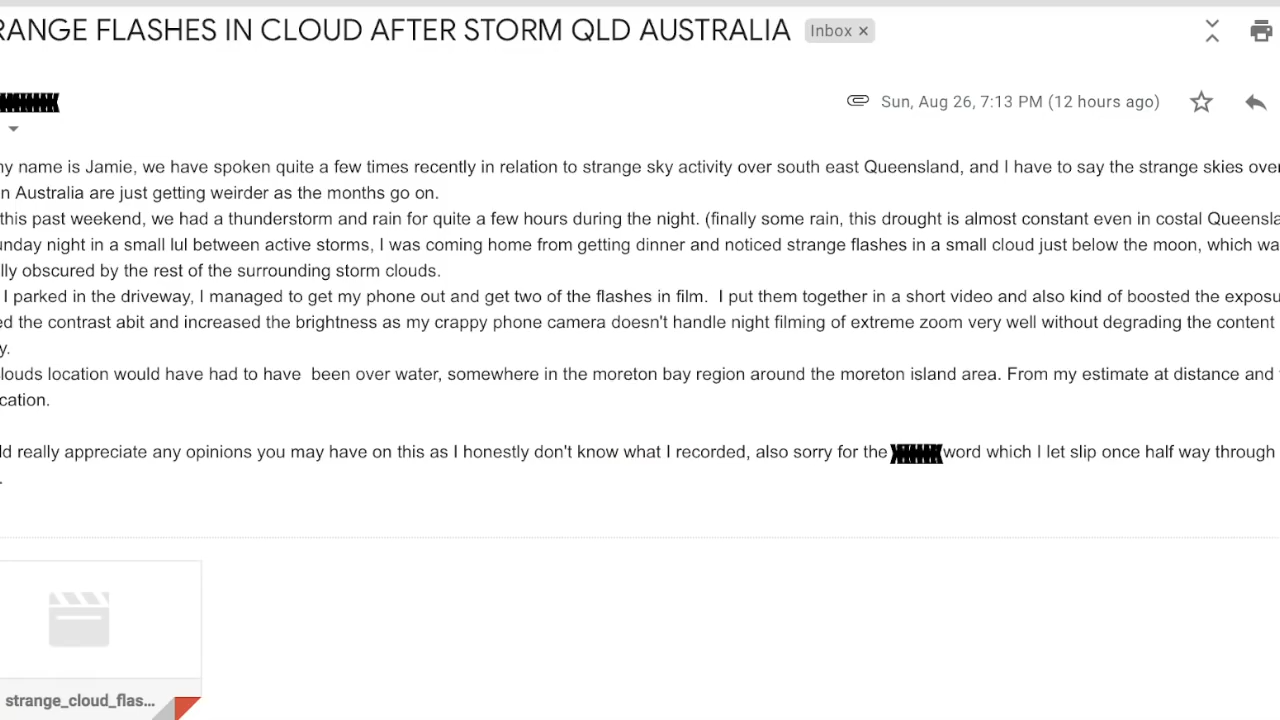 RANGE FLASHES IN CLOUD AFTER STORM QLD AUSTRALIA Inbox ×
Sun, Aug 26, 7:13 PM (12 hours ago)
my name is Jamie, we have spoken quite a few times recently in relation to strange sky activity over south east Queensland, and I have to say the strange skies over
n Australia are just getting weirder as the months go on.
this past weekend, we had a thunderstorm and rain for quite a few hours during the night. (finally some rain, this drought is almost constant even in costal Queensla
unday night in a small lul between active storms, I was coming home from getting dinner and noticed strange flashes in a small cloud just below the moon, which wa
lly obscured by the rest of the surrounding storm clouds.
I parked in the driveway, I managed to get my phone out and get two of the flashes in film. I put them together in a short video and also kind of boosted the exposu
ed the contrast abit and increased the brightness as my crappy phone camera doesn't handle night filming of extreme zoom very well without degrading the content
y.
louds location would have had to have been over water, somewhere in the moreton bay region around the moreton island area. From my estimate at distance and
cation.
ld really appreciate any opinions you may have on this as I honestly don't know what I recorded, also sorry for the word which I let slip once half way through
.
strange_cloud_flas...